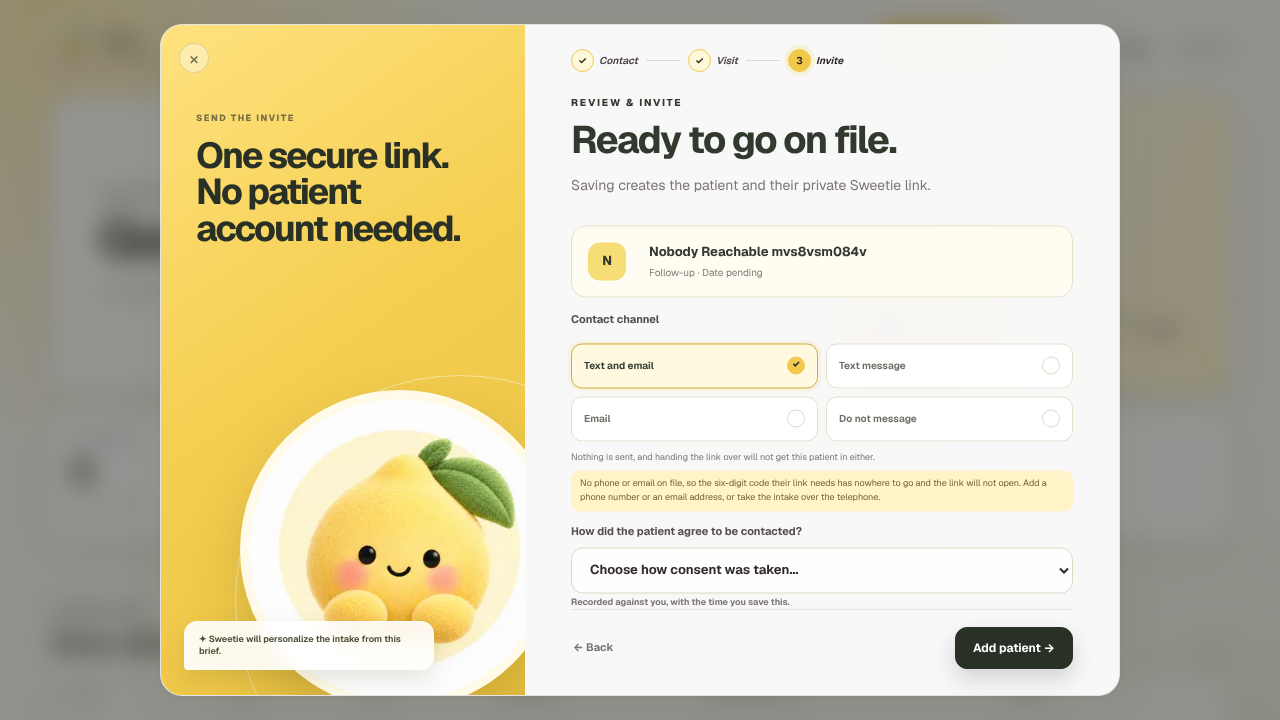 ×
SEND THE INVITE
One secure link.
No patient
account needed.
✦ Sweetie will personalize the intake from this
brief.
✓ Contact ✓ Visit 3 Invite
REVIEW & INVITE
Ready to go on file.
Saving creates the patient and their private Sweetie link.
N
Nobody Reachable mvs8vsm084v
Follow-up · Date pending
Contact channel
Text and email
Text message
Email
Do not message
Nothing is sent, and handing the link over will not get this patient in either.
No phone or email on file, so the six-digit code their link needs has nowhere to go and the link will not open. Add a
phone number or an email address, or take the intake over the telephone.
How did the patient agree to be contacted?
Choose how consent was taken...
Recorded against you, with the time you save this.
← Back
Add patient →